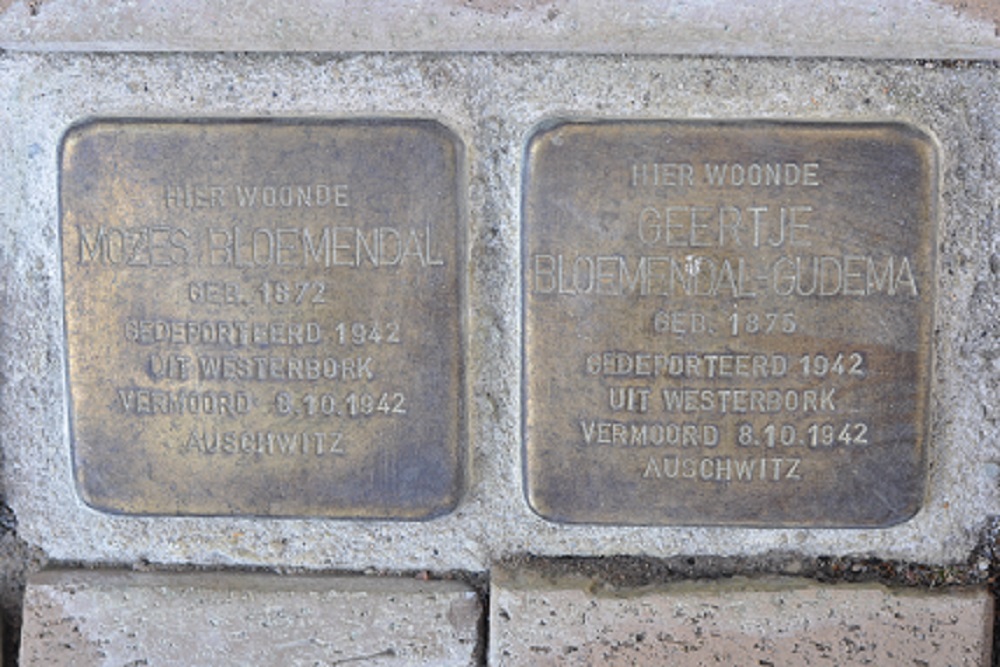 HIER WOONDE
MOZES BLOEMENDAL
GEB. 1872
GEDEPORTEERD 1942
UIT WESTERBORK
VERMOORD 8.10.1942
AUSCHWITZ
HIER WOONDE
GEERTJE
BLOEMENDAL-GUDEMA
GEB. 1875
GEDEPORTEERD 1942
UIT WESTERBORK
VERMOORD 8.10.1942
AUSCHWITZ